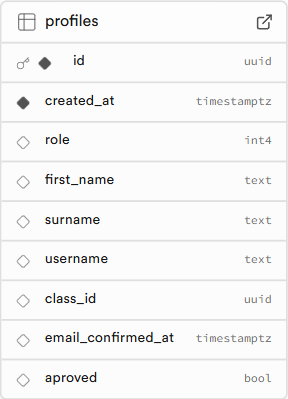 profiles
id uuid
created_at timestamptz
role int4
first_name text
surname text
username text
class_id uuid
email_confirmed_at timestamptz
aproved bool